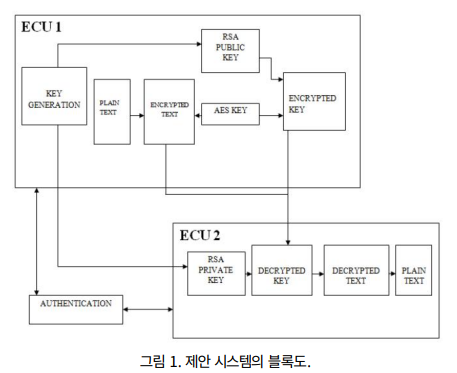 ECU 1
RSA
PUBLIC
KEY
KEY
GENERATION
PLAIN
TEXT
ENCRYPTED
TEXT
AES KEY
ENCRYPTED
KEY
ECU 2
RSA
PRIVATE
KEY
DECRYPTED
KEY
DECRYPTED
TEXT
PLAIN
TEXT
AUTHENTICATION
그림 1. 제안 시스템의 블록도.